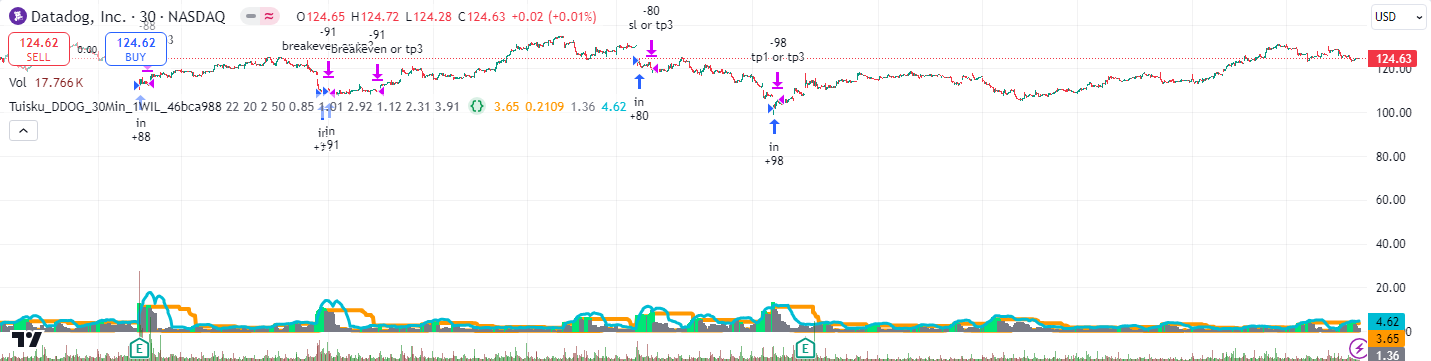 Datadog, Inc. · 30 · NASDAQ
O124.65 H124.72 L124.28 C124.63 +0.02 (+0.01%)
USD
124.62
SELL
0.00
124.62
BUY
-88
-91
-91
breakeven or tp3
-80
sl or tp3
-98
tp1 or tp3
124.63
120.00
Vol 17.766 K
Tuisku_DDOG_30Min_1WIL_46bca988 22 20 2 50 0.85 1.91 2.92 1.12 2.31 3.91 3.65 0.2109 1.36 4.62
100.00
in
+88
in
+91
in
+80
in
+98
80.00
60.00
40.00
20.00
4.62
3.65
1.36
E
E